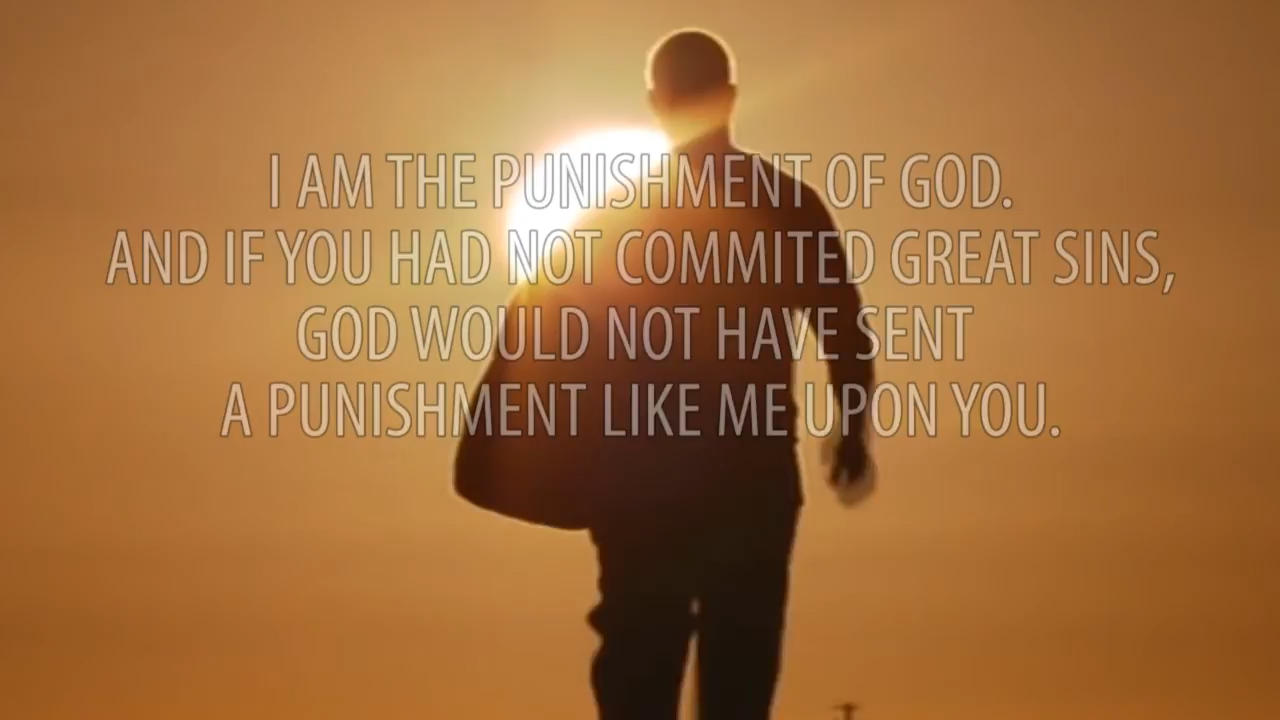 I AM THE PUNISHMENT OF GOD.
AND IF YOU HAD NOT COMMITED GREAT SINS,
GOD WOULD NOT HAVE SENT
A PUNISHMENT LIKE ME UPON YOU.